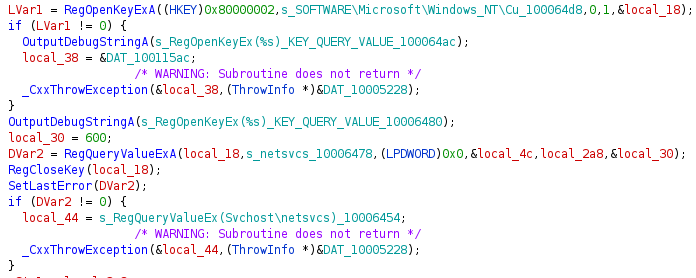 LVar1 = RegOpenKeyExA((HKEY)0x80000002,s_SOFTWARE\Microsoft\Windows_NT\Cu_100064d8,0,1,&local_18);
if (LVar1 != 0) {
OutputDebugStringA(s_RegOpenKeyEx(%s)_KEY_QUERY_VALUE_100064ac);
local_38 = &DAT_100115ac;
/* WARNING: Subroutine does not return */
_CxxThrowException(&local_38,(ThrowInfo *)&DAT_10005228);
}
OutputDebugStringA(s_RegOpenKeyEx(%s)_KEY_QUERY_VALUE_10006480);
local_30 = 600;
DVar2 = RegQueryValueExA(local_18,s_netsvcs_10006478,(LPDWORD)0x0,&local_4c,local_2a8,&local_30);
RegCloseKey(local_18);
SetLastError(DVar2);
if (DVar2 != 0) {
local_44 = s_RegQueryValueEx(Svchost\netsvcs)_10006454;
/* WARNING: Subroutine does not return */
_CxxThrowException(&local_44,(ThrowInfo *)&DAT_10005228);
}